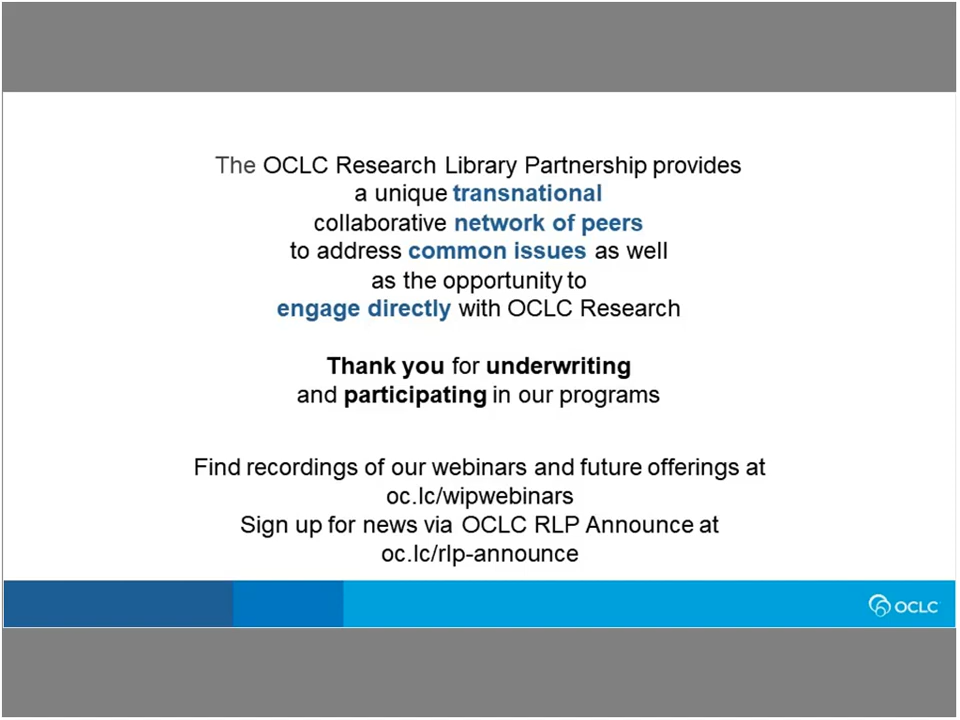 The OCLC Research Library Partnership provides
a unique transnational
collaborative network of peers
to address common issues as well
as the opportunity to
engage directly with OCLC Research
Thank you for underwriting
and participating in our programs
Find recordings of our webinars and future offerings at
oc.lc/wipwebinars
Sign up for news via OCLC RLP Announce at
oc.lc/rlp-announce
OCLC